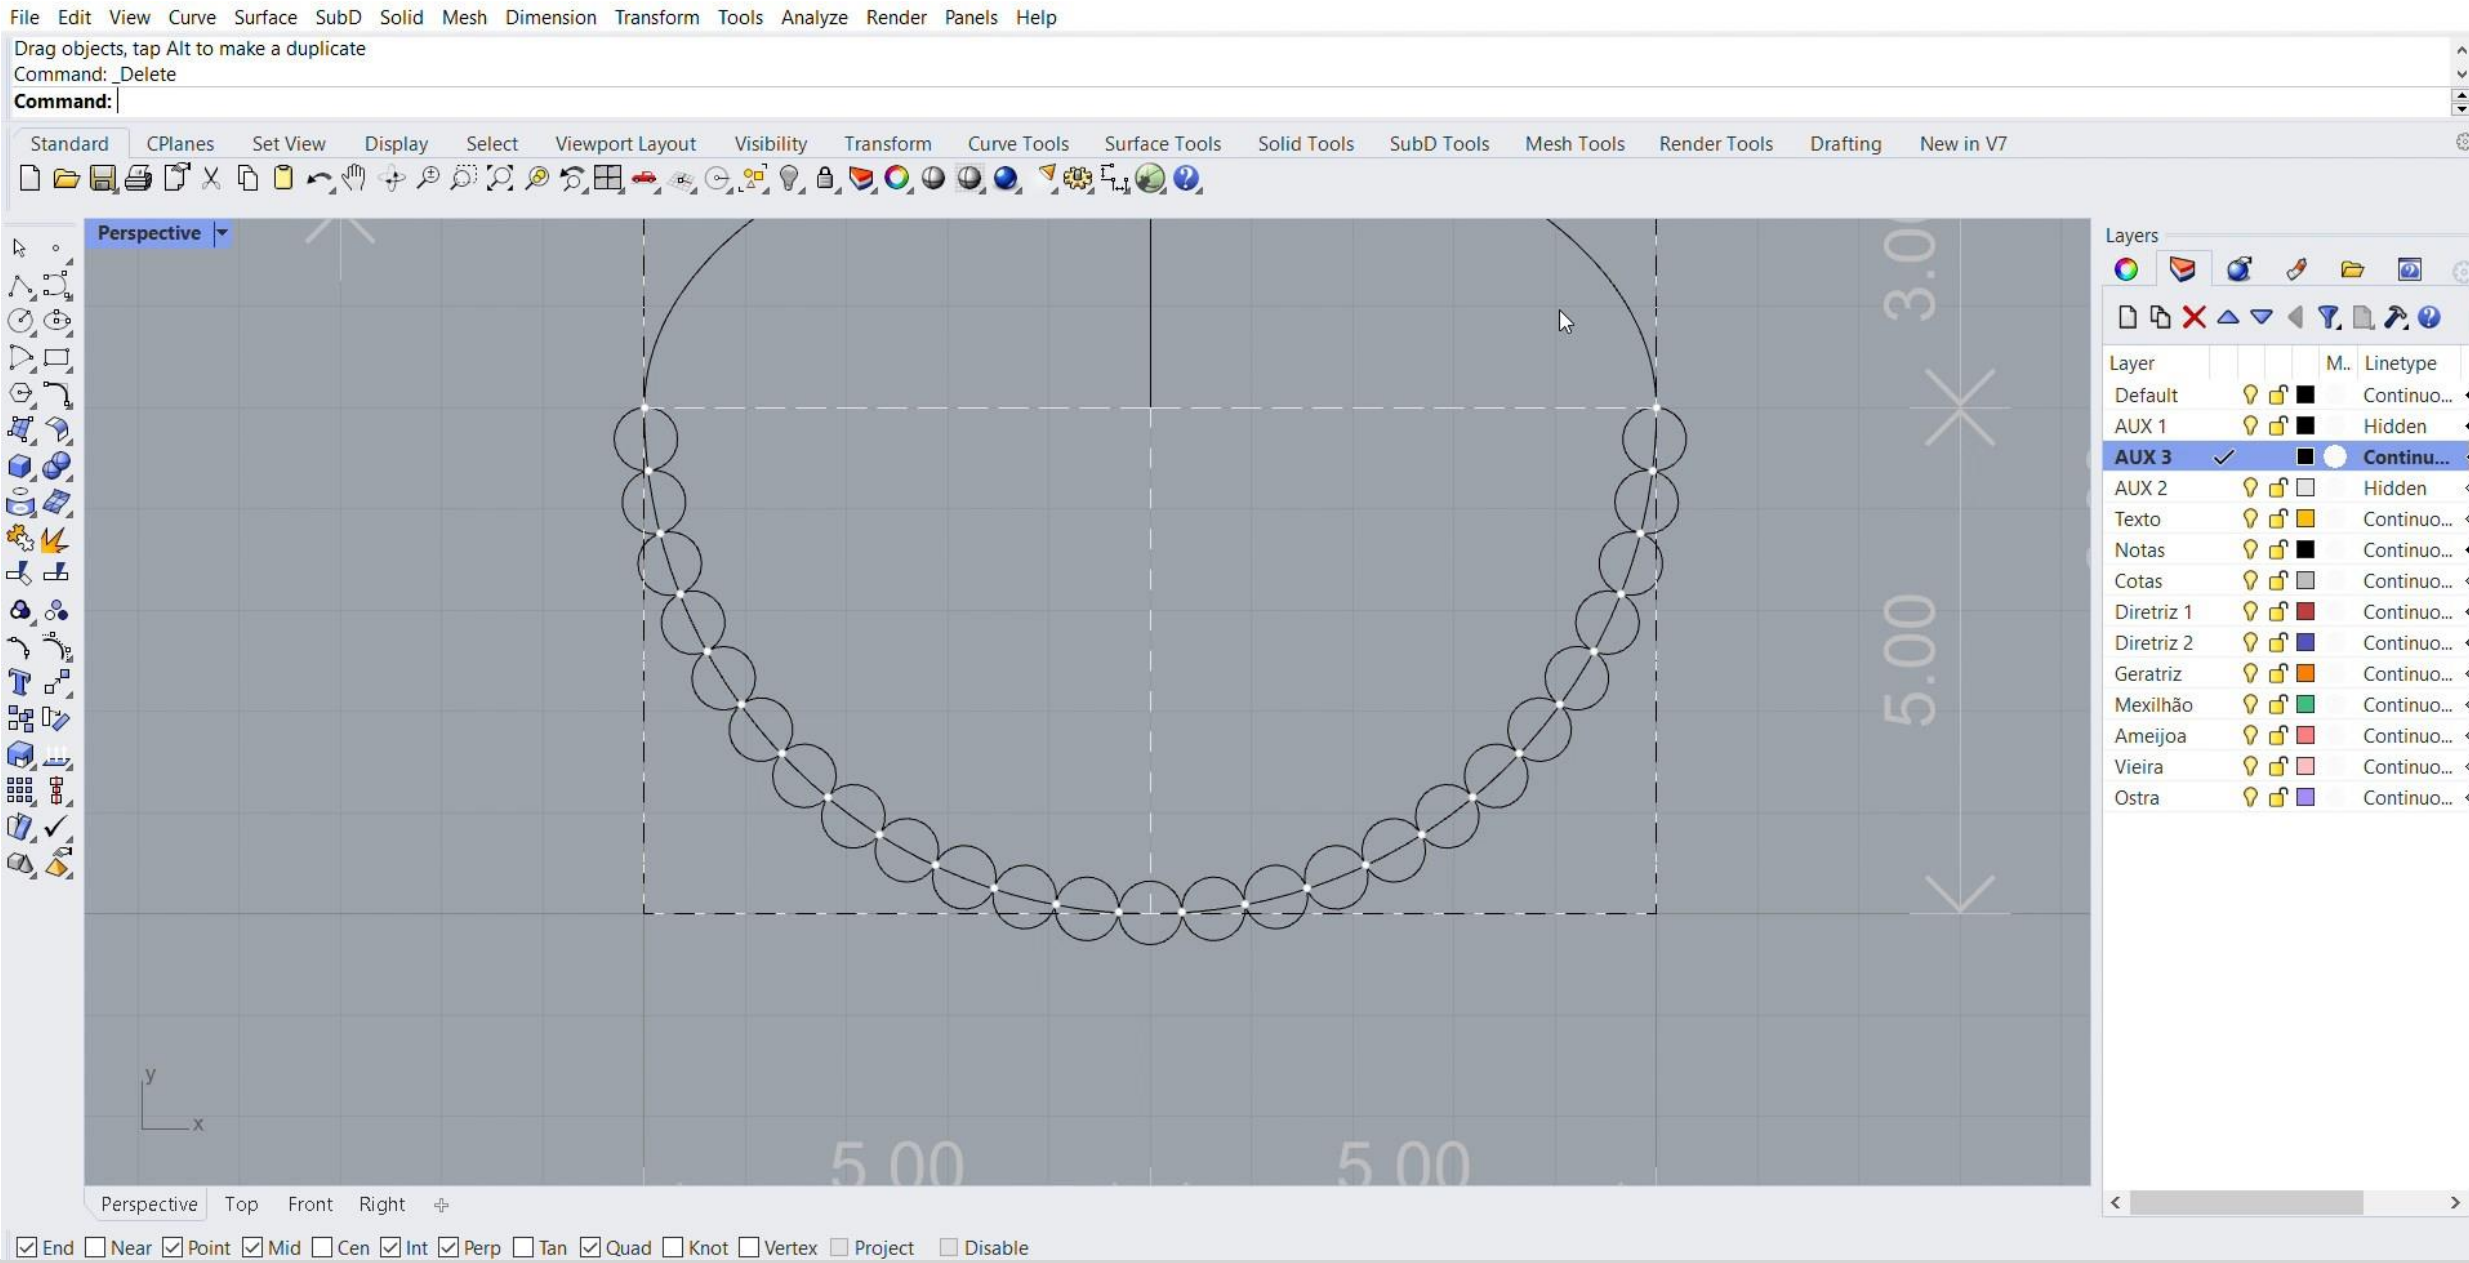 File Edit View Curve Surface SubD Solid Mesh Dimension Transform Tools Analyze Render Panels Help
Drag objects, tap Alt to make a duplicate
Command: _Delete
Command:
Standard CPlanes Set View Display Select Viewport Layout Visibility Transform Curve Tools Surface Tools Solid Tools SubD Tools Mesh Tools Render Tools Drafting New in V7
Perspective
3.00
5.00
5.00
5.00
y
x
Layers
Layer M.. Linetype
Default Continuo...
AUX 1 Hidden
AUX 3 Continu...
AUX 2 Hidden
Texto Continuo...
Notas Continuo...
Cotas Continuo...
Diretriz 1 Continuo...
Diretriz 2 Continuo...
Geratriz Continuo...
Mexilhão Continuo...
Ameijoa Continuo...
Vieira Continuo...
Ostra Continuo...
Perspective Top Front Right
End Near Point Mid Cen Int Perp Tan Quad Knot Vertex Project Disable